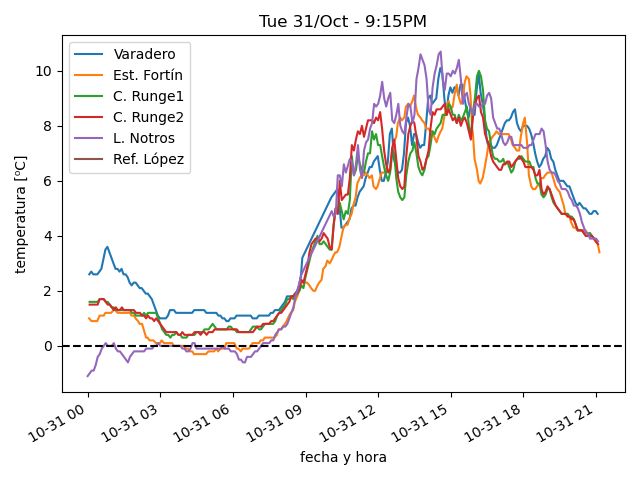 Tue 31/Oct - 9:15PM
Varadero
Est. Fortín
C. Runge1
C. Runge2
L. Notros
Ref. López
temperatura [ºC]
10
8
6
4
2
0
10-31 00
10-31 03
10-31 06
10-31 09
10-31 12
10-31 15
10-31 18
10-31 21
fecha y hora